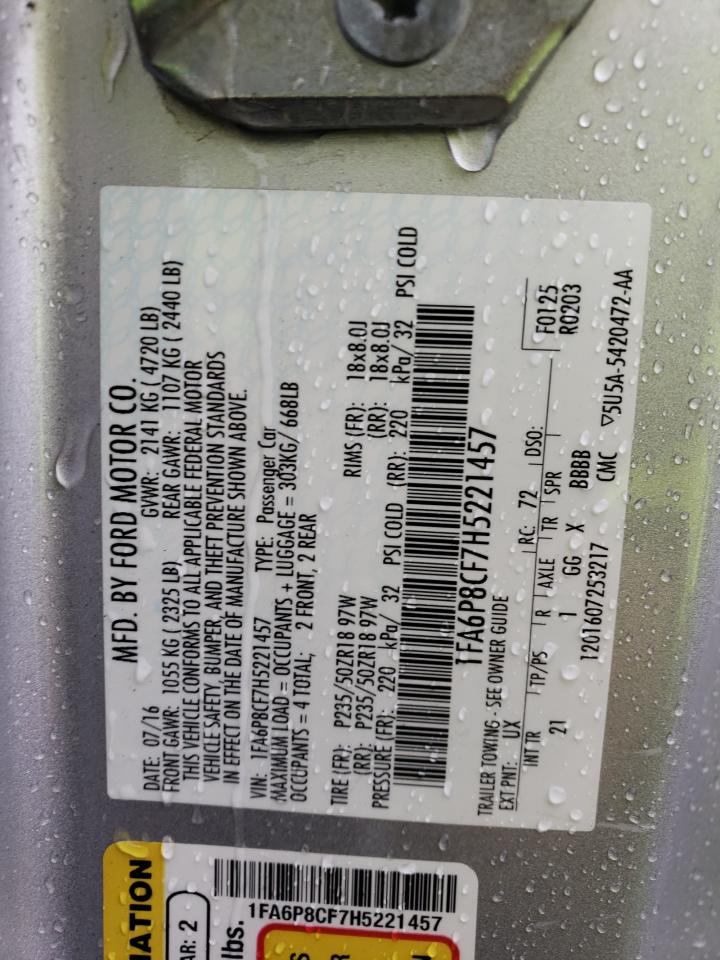 MFD. BY FORD MOTOR CO.
DATE: 07/16 GVWR: 2141 KG ( 4720 LB)
FRONT GAWR: 1055 KG ( 2325 LB) REAR GAWR: 1107 KG ( 2440 LB)
THIS VEHICLE CONFORMS TO ALL APPLICABLE FEDERAL MOTOR
VEHICLE SAFETY, BUMPER, AND THEFT PREVENTION STANDARDS
IN EFFECT ON THE DATE OF MANUFACTURE SHOWN ABOVE.
VIN: 1FA6P8CF7H5221457 TYPE: Passenger Car
MAXIMUM LOAD = OCCUPANTS + LUGGAGE = 303KG/ 668LB
OCCUPANTS = 4 TOTAL; 2 FRONT, 2 REAR
TIRE (FR): P235/50ZR18 97W RIMS (FR): 18x8.0J
(RR): P235/50ZR18 97W (RR): 18x8.0J
PRESSURE (FR): 220 kPa/ 32 PSI COLD (RR): 220 kPa/ 32 PSI COLD
1FA6P8CF7H5221457
TRAILER TOWING - SEE OWNER GUIDE
EXT PNT: UX RC: 72 DSO: F0125
R0203
INT TR TP/PS R AXLE TR SPR
21 1 GG X BBBB
1201607253217 CMC ▽5U5A-5420472-AA
MATION
AR: 2
1FA6P8CF7H5221457
lbs.